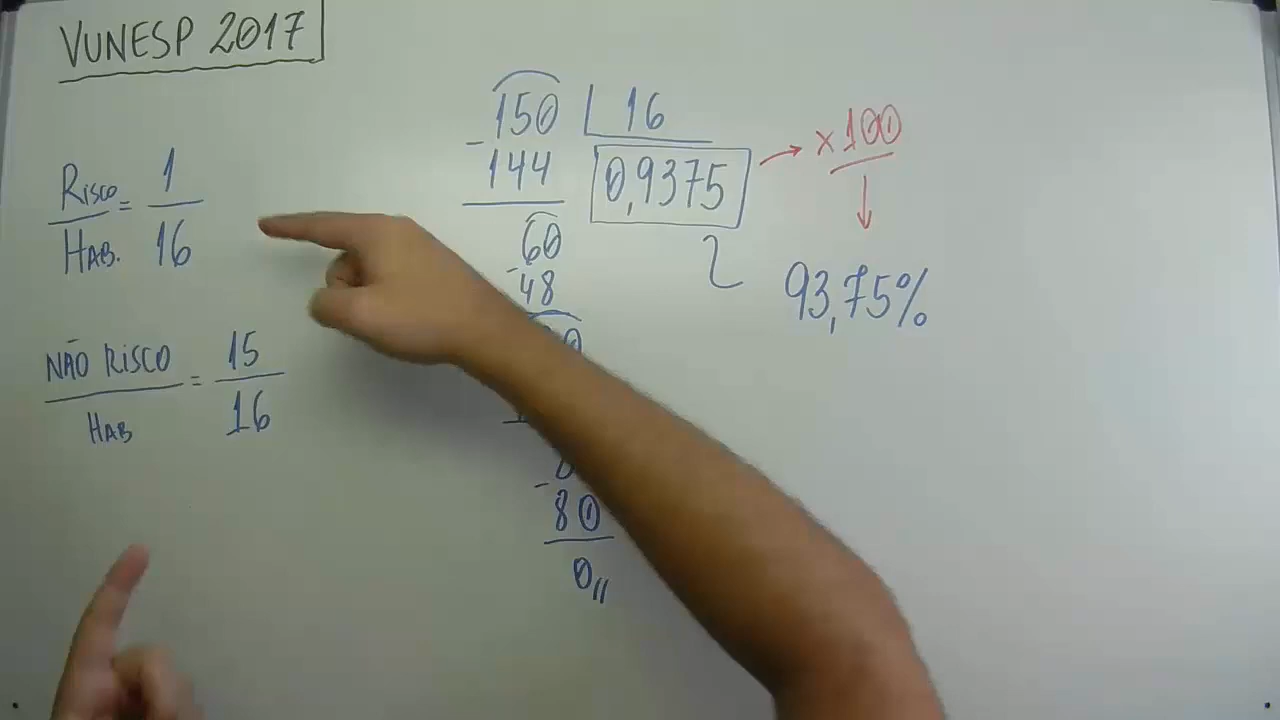 VUNESP 2017
RISCO = 1
HAB. 16
NÃO RISCO = 15
HAB 16
150 16
- 144 0,9375
60
- 48
- 80
0
×100
93,75%